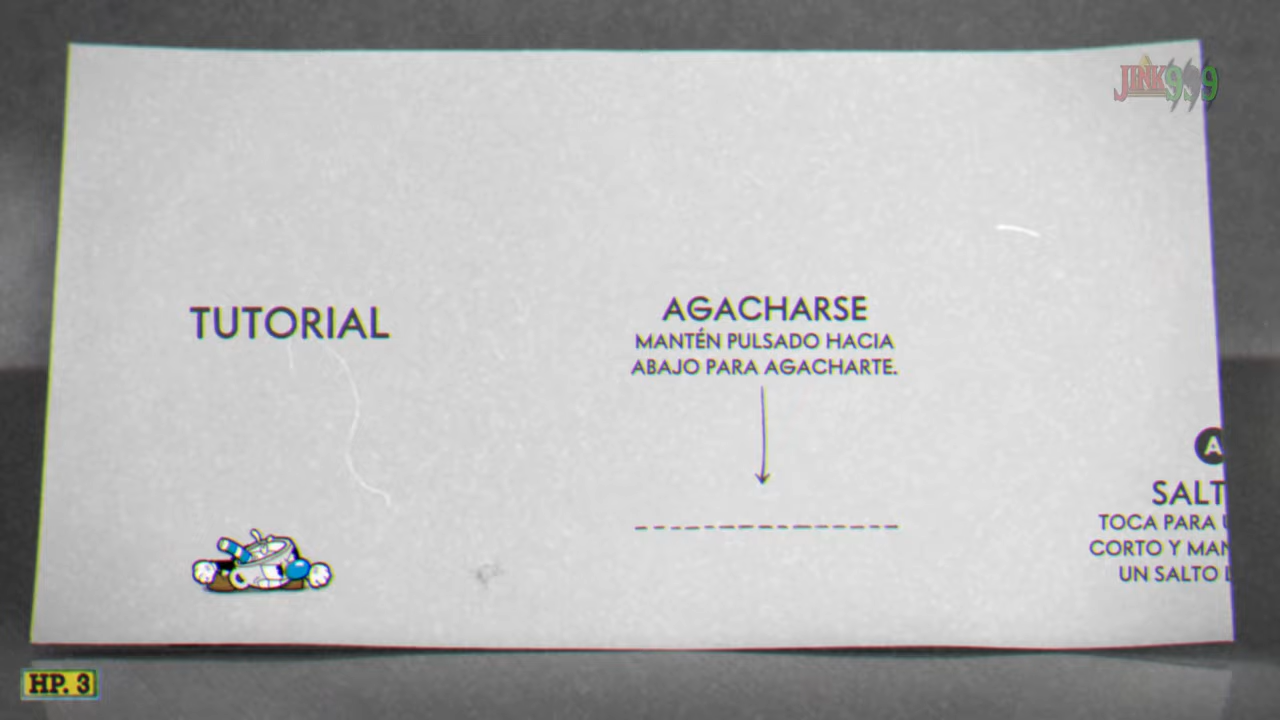 JINK999
TUTORIAL
AGACHARSE
MANTÉN PULSADO HACIA
ABAJO PARA AGACHARTE.
A
SALT
TOCA PARA
CORTO Y MAN
UN SALTO
HP. 3